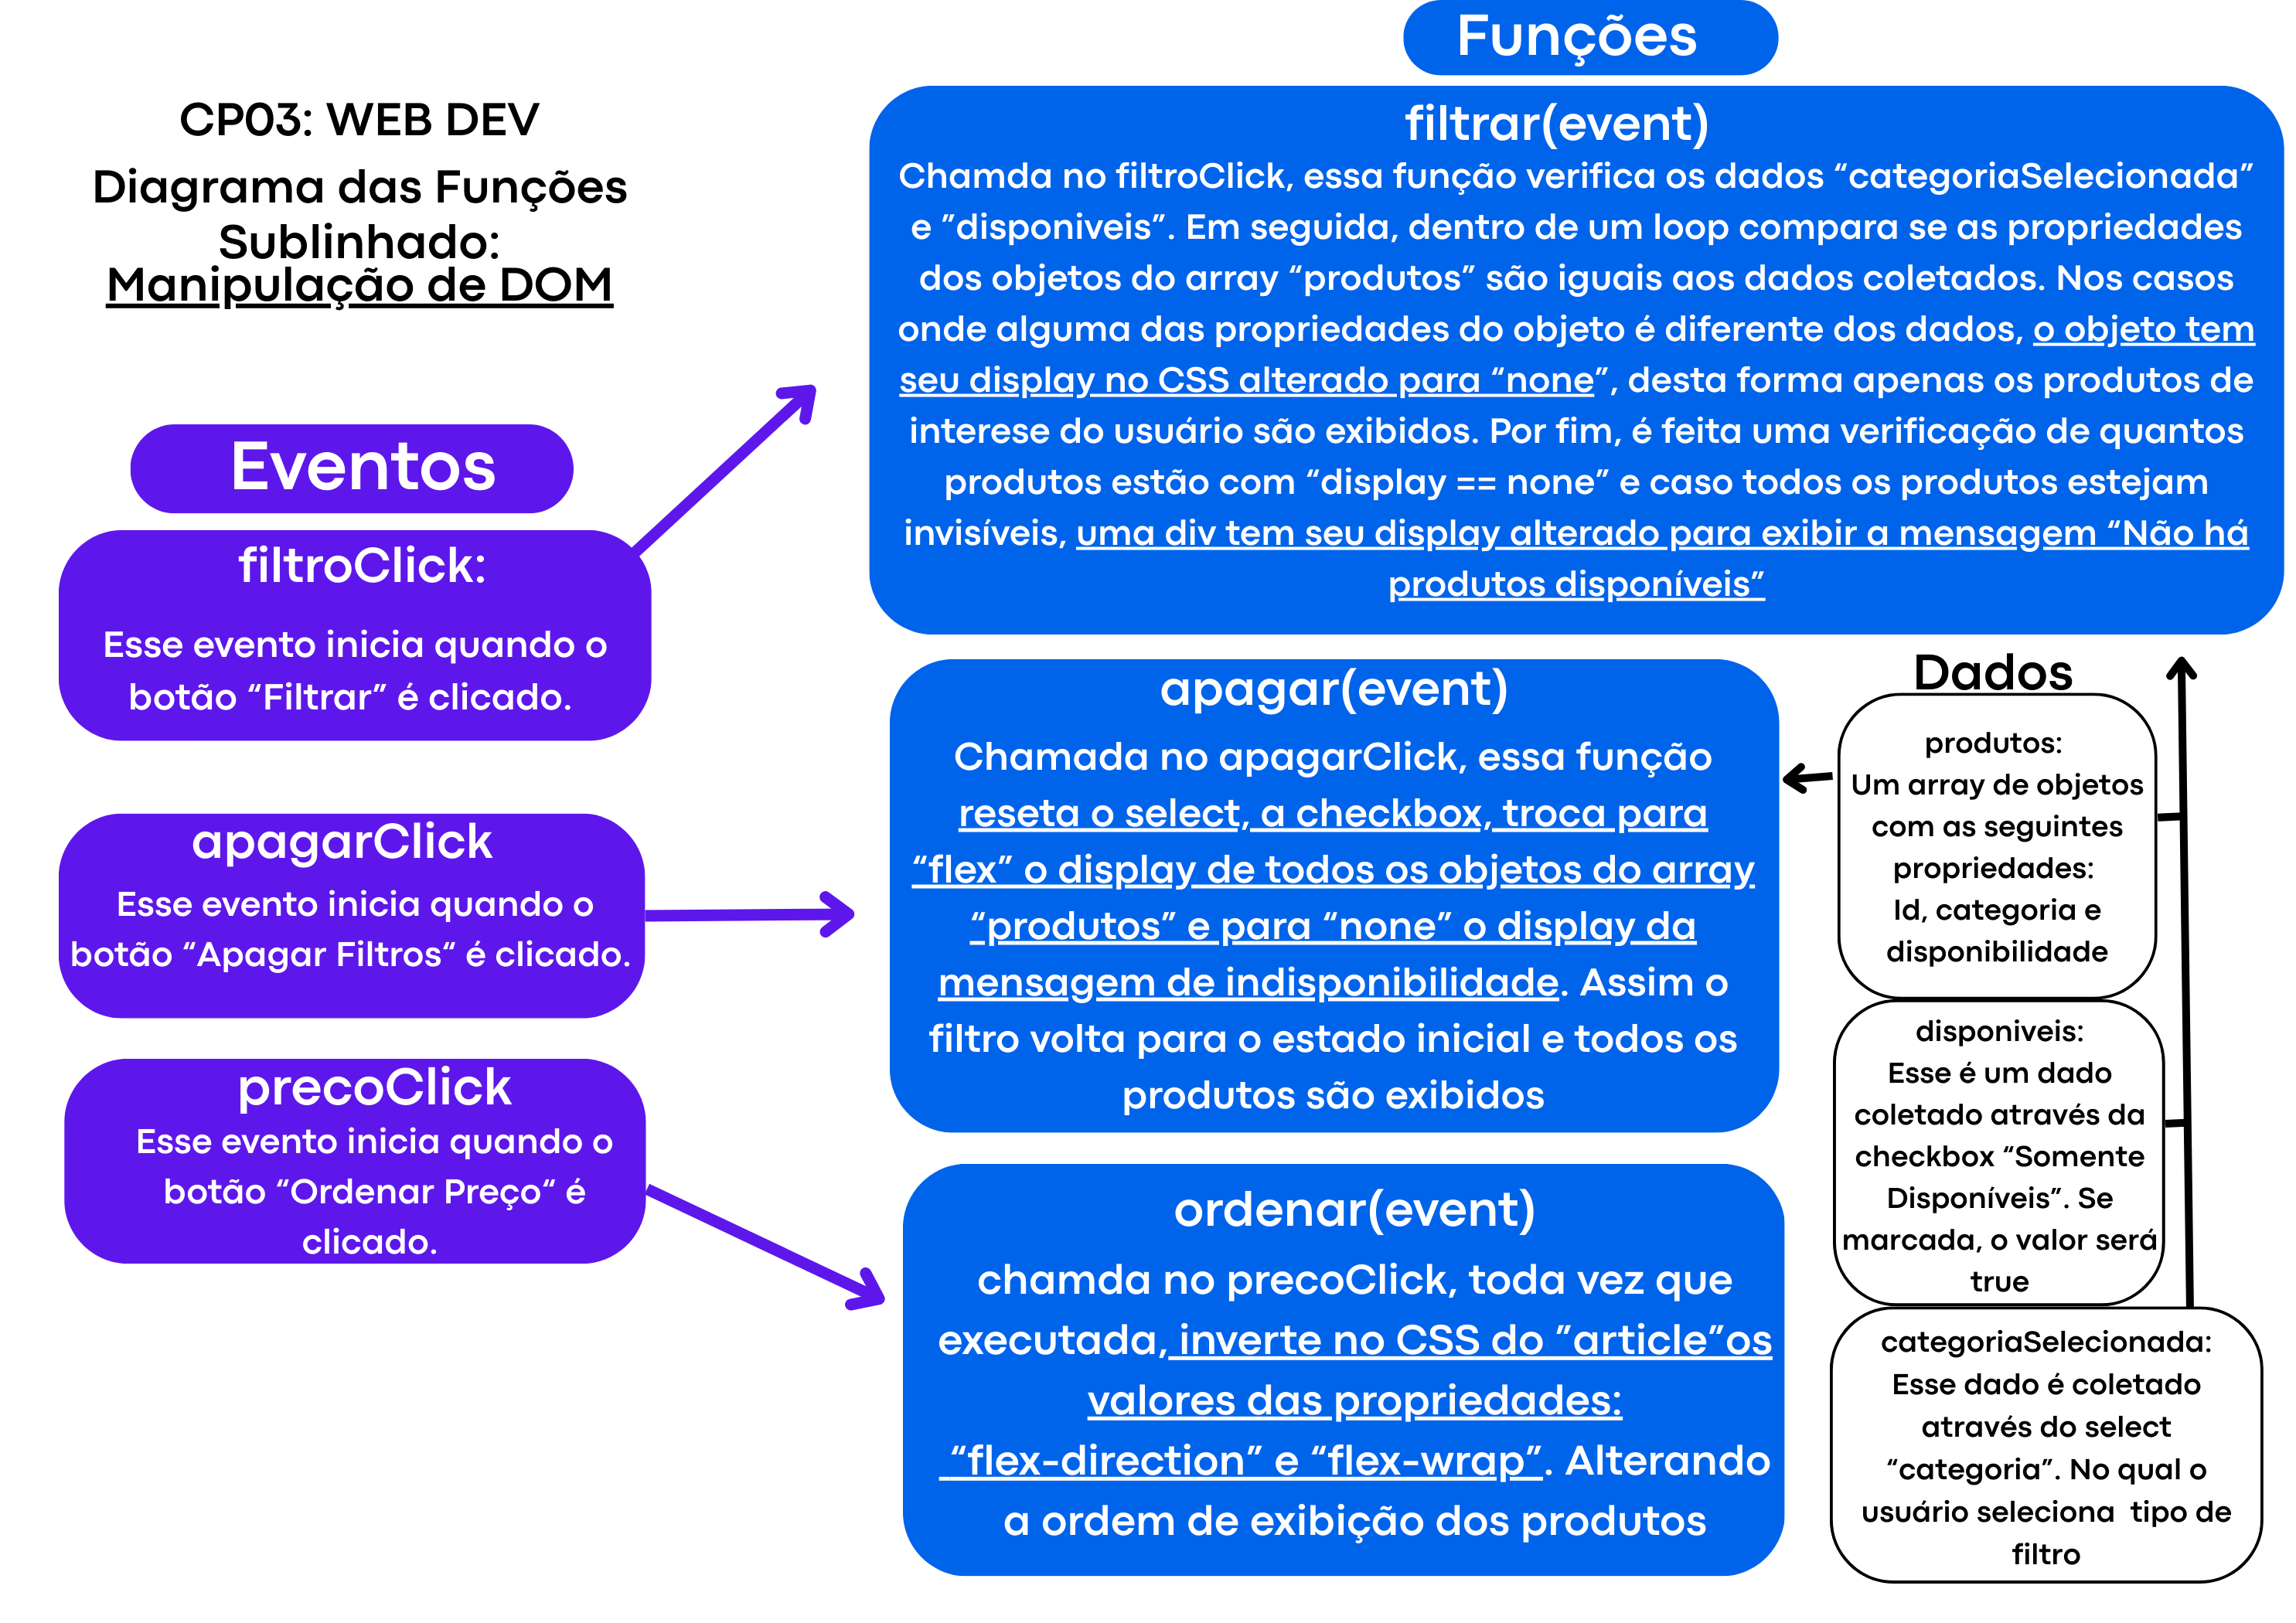 CP03: WEB DEV
Diagrama das Funções
Sublinhado:
Manipulação de DOM
Eventos
filtroClick:
Esse evento inicia quando o
botão “Filtrar” é clicado.
apagarClick
Esse evento inicia quando o
botão “Apagar Filtros“ é clicado.
precoClick
Esse evento inicia quando o
botão “Ordenar Preço“ é
clicado.
Funções
filtrar(event)
Chamda no filtroClick, essa função verifica os dados “categoriaSelecionada”
e ”disponiveis”. Em seguida, dentro de um loop compara se as propriedades
dos objetos do array “produtos” são iguais aos dados coletados. Nos casos
onde alguma das propriedades do objeto é diferente dos dados, o objeto tem
seu display no CSS alterado para “none”, desta forma apenas os produtos de
interese do usuário são exibidos. Por fim, é feita uma verificação de quantos
produtos estão com “display == none” e caso todos os produtos estejam
invisíveis, uma div tem seu display alterado para exibir a mensagem “Não há
produtos disponíveis”
apagar(event)
Chamada no apagarClick, essa função
reseta o select, a checkbox, troca para
“flex” o display de todos os objetos do array
“produtos” e para “none” o display da
mensagem de indisponibilidade. Assim o
filtro volta para o estado inicial e todos os
produtos são exibidos
ordenar(event)
chamda no precoClick, toda vez que
executada, inverte no CSS do ”article”os
valores das propriedades:
“flex-direction” e “flex-wrap”. Alterando
a ordem de exibição dos produtos
Dados
produtos:
Um array de objetos
com as seguintes
propriedades:
Id, categoria e
disponibilidade
disponiveis:
Esse é um dado
coletado através da
checkbox “Somente
Disponíveis”. Se
marcada, o valor será
true
categoriaSelecionada:
Esse dado é coletado
através do select
“categoria”. No qual o
usuário seleciona tipo de
filtro